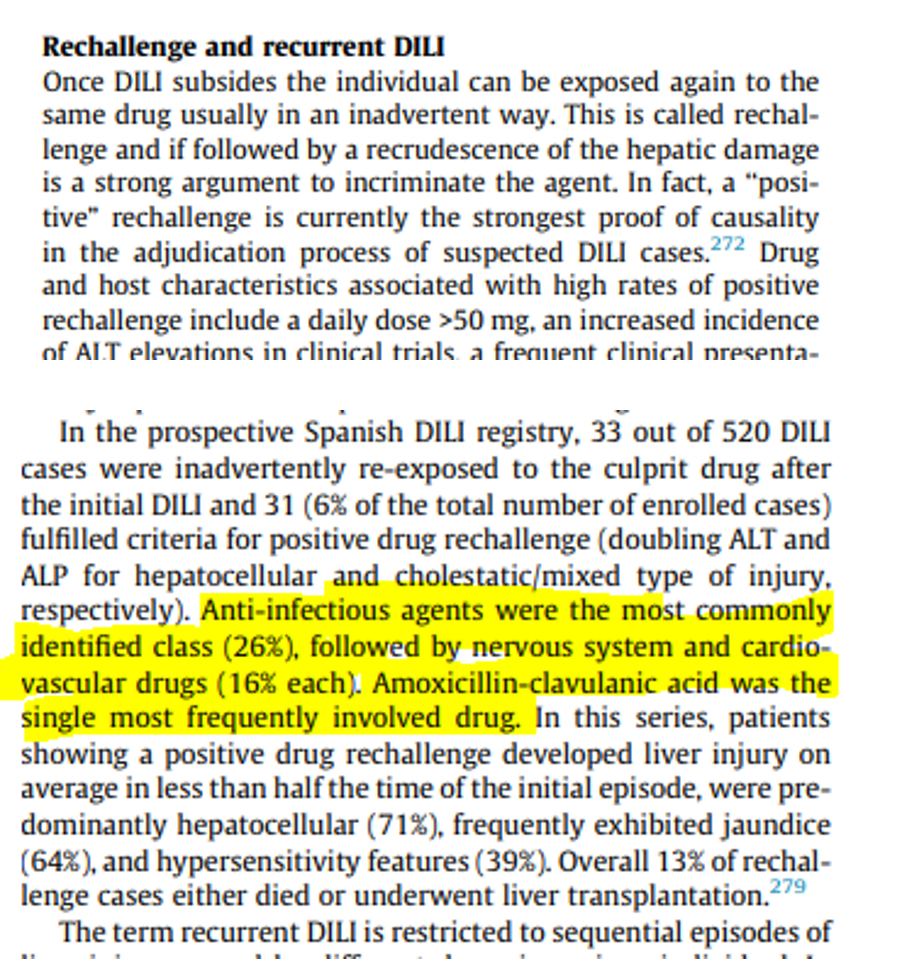 Rechallenge and recurrent DILI
Once DILI subsides the individual can be exposed again to the
same drug usually in an inadvertent way. This is called rechal-
lenge and if followed by a recrudescence of the hepatic damage
is a strong argument to incriminate the agent. In fact, a “posi-
tive” rechallenge is currently the strongest proof of causality
in the adjudication process of suspected DILI cases.272 Drug
and host characteristics associated with high rates of positive
rechallenge include a daily dose >50 mg, an increased incidence
of ALT elevations in clinical trials, a frequent clinical presenta-
In the prospective Spanish DILI registry, 33 out of 520 DILI
cases were inadvertently re-exposed to the culprit drug after
the initial DILI and 31 (6% of the total number of enrolled cases)
fulfilled criteria for positive drug rechallenge (doubling ALT and
ALP for hepatocellular and cholestatic/mixed type of injury,
respectively). Anti-infectious agents were the most commonly
identified class (26%), followed by nervous system and cardio-
vascular drugs (16% each). Amoxicillin-clavulanic acid was the
single most frequently involved drug. In this series, patients
showing a positive drug rechallenge developed liver injury on
average in less than half the time of the initial episode, were pre-
dominantly hepatocellular (71%), frequently exhibited jaundice
(64%), and hypersensitivity features (39%). Overall 13% of rechal-
lenge cases either died or underwent liver transplantation.279
The term recurrent DILI is restricted to sequential episodes of